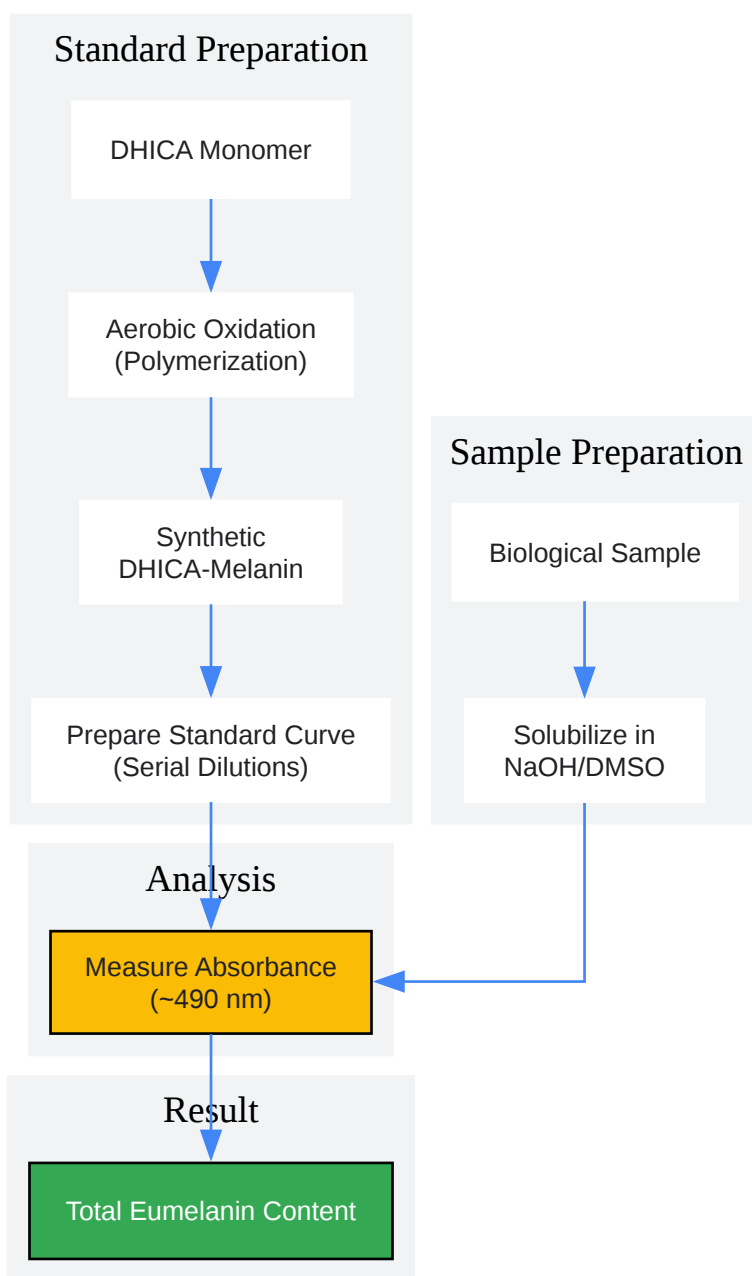 Standard Preparation
DHICA Monomer
Aerobic Oxidation
(Polymerization)
Synthetic
DHICA-Melanin
Prepare Standard Curve
(Serial Dilutions)
Sample Preparation
Biological Sample
Solubilize in
NaOH/DMSO
Analysis
Measure Absorbance
(~490 nm)
Result
Total Eumelanin Content